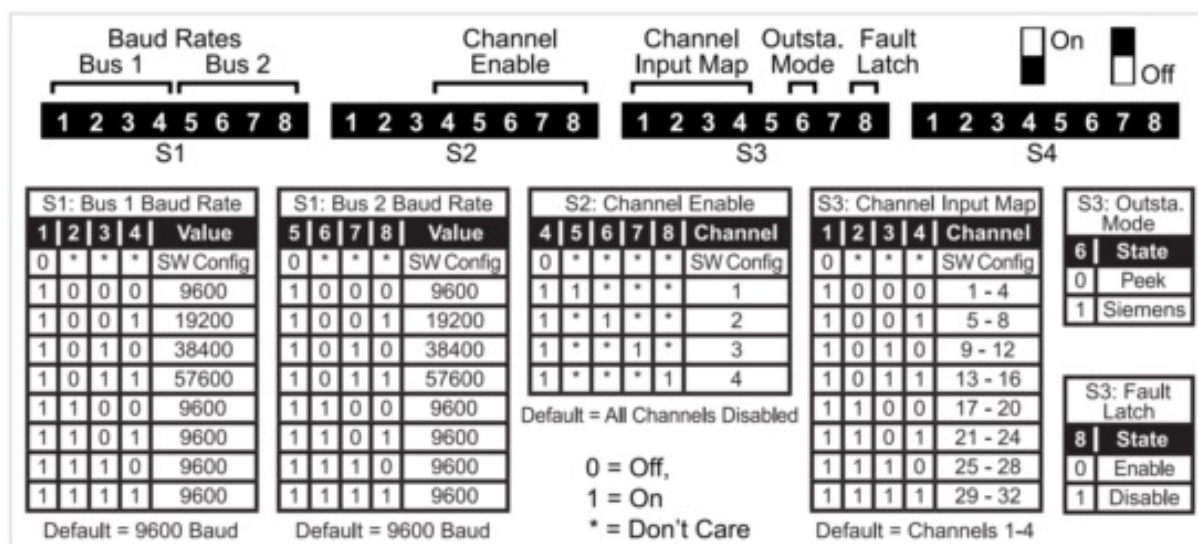 Baud Rates
Bus 1 Bus 2
Channel Enable
Channel Input Map
Outsta. Mode
Fault Latch
On
Off
1 2 3 4 5 6 7 8
S1
1 2 3 4 5 6 7 8
S2
1 2 3 4 5 6 7 8
S3
1 2 3 4 5 6 7 8
S4
S1: Bus 1 Baud Rate
1 2 3 4 Value
0 * * * SW Config
1 0 0 0 9600
1 0 0 1 19200
1 0 1 0 38400
1 0 1 1 57600
1 1 0 0 9600
1 1 0 1 9600
1 1 1 0 9600
1 1 1 1 9600
Default = 9600 Baud
S1: Bus 2 Baud Rate
5 6 7 8 Value
0 * * * SW Config
1 0 0 0 9600
1 0 0 1 19200
1 0 1 0 38400
1 0 1 1 57600
1 1 0 0 9600
1 1 0 1 9600
1 1 1 0 9600
1 1 1 1 9600
Default = 9600 Baud
S2: Channel Enable
4 5 6 7 8 Channel
0 * * * * SW Config
1 1 * * * 1
1 * 1 * * 2
1 * * 1 * 3
1 * * * 1 4
Default = All Channels Disabled
0 = Off,
1 = On
* = Don't Care
S3: Channel Input Map
1 2 3 4 Channel
0 * * * SW Config
1 0 0 0 1 - 4
1 0 0 1 5 - 8
1 0 1 0 9 - 12
1 0 1 1 13 - 16
1 1 0 0 17 - 20
1 1 0 1 21 - 24
1 1 1 0 25 - 28
1 1 1 1 29 - 32
Default = Channels 1-4
S3: Outsta.
Mode
6 State
0 Peek
1 Siemens
S3: Fault
Latch
8 State
0 Enable
1 Disable